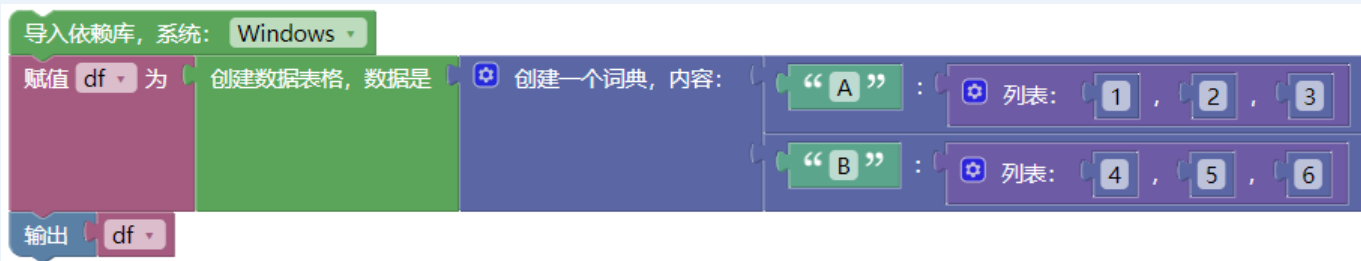 导入依赖库，系统： Windows
赋值 df 为 创建数据表格，数据是 创建一个词典，内容： “ A ” : 列表： 1 , 2 , 3
“ B ” : 列表： 4 , 5 , 6
输出 df